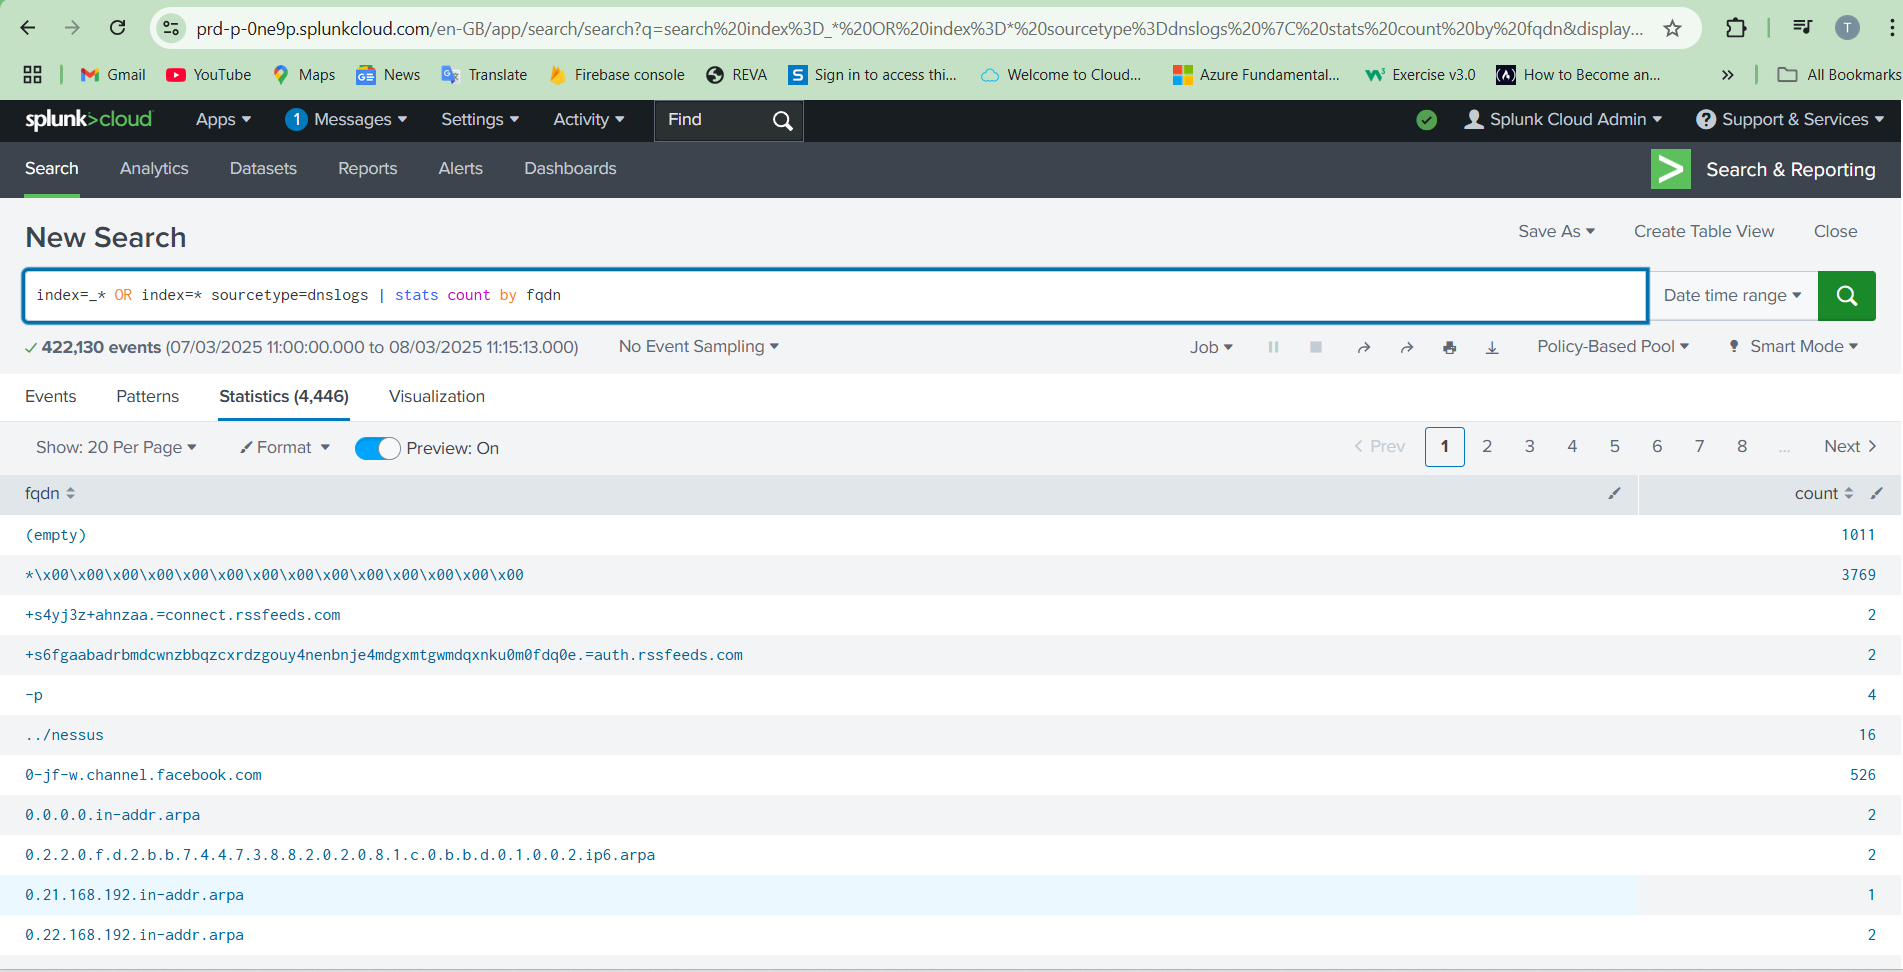 prd-p-0ne9p.splunkcloud.com/en-GB/app/search/search?q=search%20index%3D_*%20OR%20index%3D*%20sourcetype%3Ddnslogs%20%7C%20stats%20count%20by%20fqdn&display... T
Gmail YouTube Maps News Translate Firebase console REVA S Sign in to access thi... Welcome to Cloud... Azure Fundamental... Exercise v3.0 How to Become an... » All Bookmarks
splunk>cloud Apps 1 Messages Settings Activity Find Splunk Cloud Admin ? Support & Services
Search Analytics Datasets Reports Alerts Dashboards > Search & Reporting
New Search Save As Create Table View Close
index=_* OR index=* sourcetype=dnslogs | stats count by fqdn Date time range
422,130 events (07/03/2025 11:00:00.000 to 08/03/2025 11:15:13.000) No Event Sampling Job Policy-Based Pool Smart Mode
Events Patterns Statistics (4,446) Visualization
Show: 20 Per Page Format Preview: On < Prev 1 2 3 4 5 6 7 8 ... Next >
fqdn count
(empty) 1011
*\x00\x00\x00\x00\x00\x00\x00\x00\x00\x00\x00\x00\x00\x00 3769
+s4yj3z+ahnzaa.=connect.rssfeeds.com 2
+s6fgaabadrbmdcwnzbbqzcxrdzgouy4nenbnje4mdgxmtgwmdqxnku0m0fdq0e.=auth.rssfeeds.com 2
-p 4
../nessus 16
0-jf-w.channel.facebook.com 526
0.0.0.0.in-addr.arpa 2
0.2.2.0.f.d.2.b.b.7.4.4.7.3.8.8.2.0.2.0.8.1.c.0.b.b.d.0.1.0.0.2.ip6.arpa 2
0.21.168.192.in-addr.arpa 1
0.22.168.192.in-addr.arpa 2